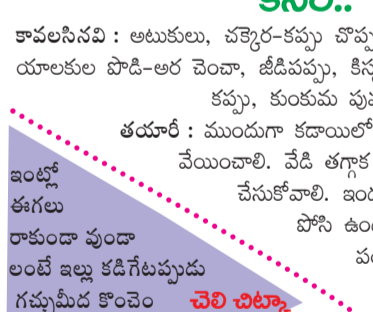 కావలసినవి : అటుకులు, చక్కెర-కప్పు
యాలకుల పొడి-అర చెంచా, జీడిపప్పు,
కప్పు, కుంకుమ
తయారీ : ముందుగా కడాయిలో
వేయించాలి. వేడి తగ్గాక
చేసుకోవాలి.
పోసి
ఇంట్లో
ఈగలు
రాకుండా వుండా
లంటే ఇల్లు కడిగేటప్పుడు
గచ్చుమీద కొంచెం
చెలి చిట్కా